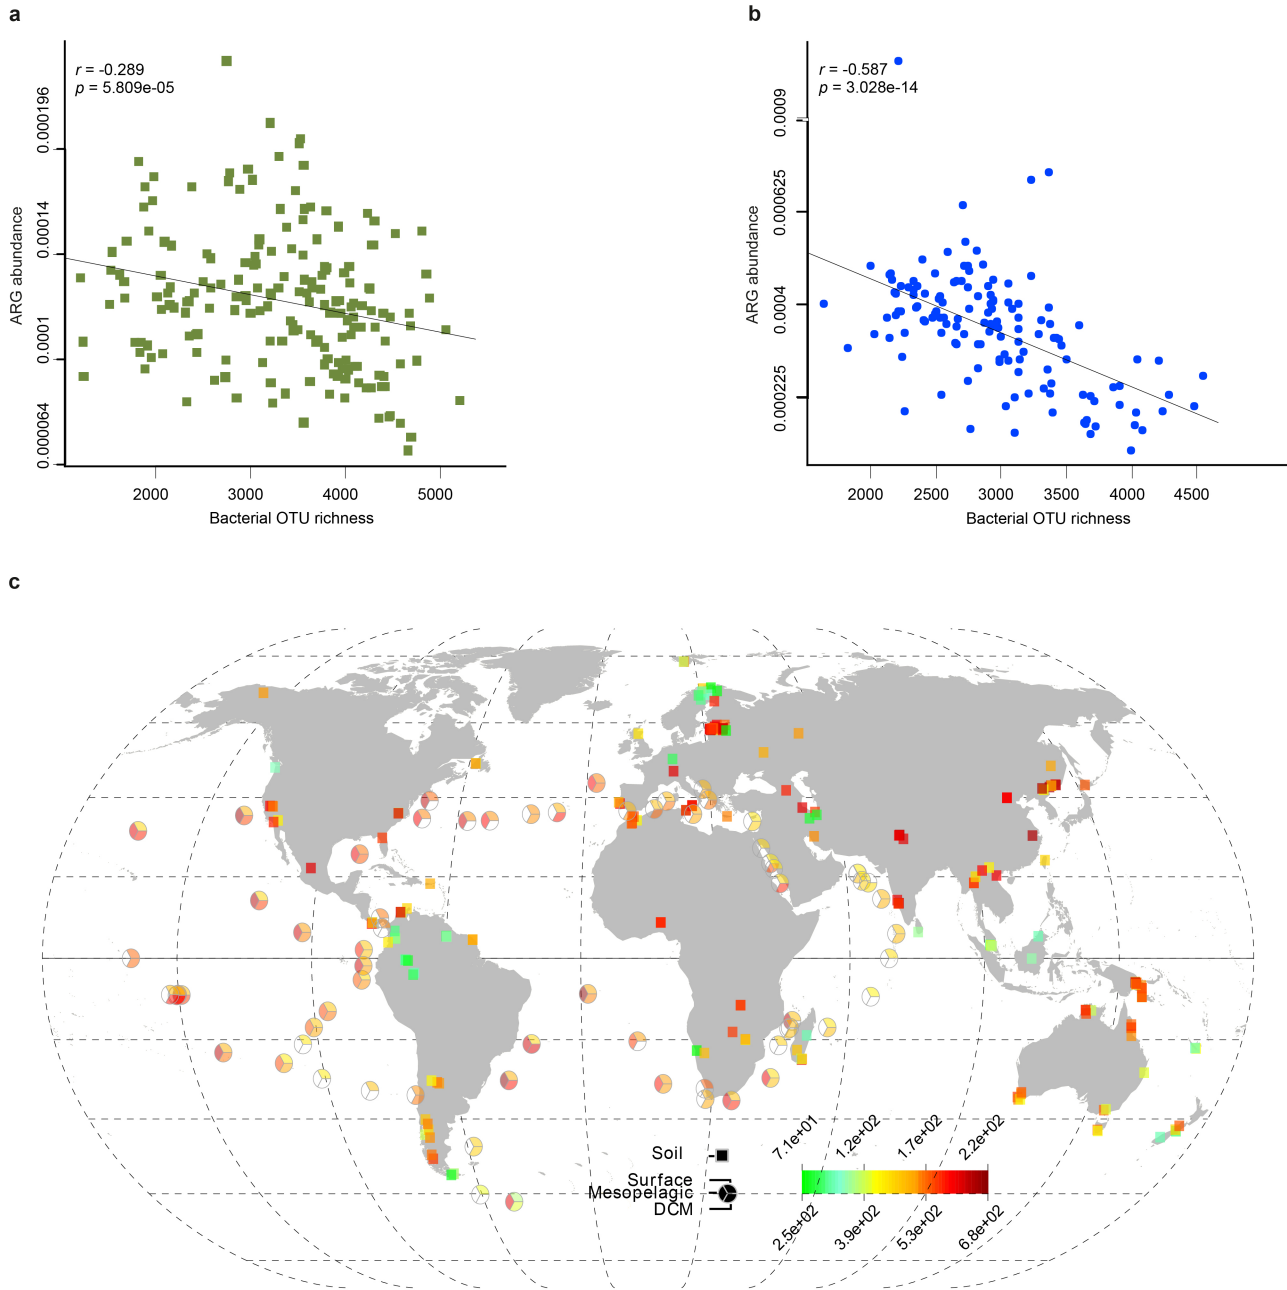 a
r = -0.289
p = 5.809e-05
0.000196
0.00014
0.0001
0.000064
ARG abundance
2000 3000 4000 5000
Bacterial OTU richness
b
r = -0.587
p = 3.028e-14
0.0009
0.000625
0.0004
0.000225
ARG abundance
2000 2500 3000 3500 4000 4500
Bacterial OTU richness
c
Soil
Surface
Mesopelagic
DCM
7.1e+01 1.2e+02 1.7e+02 2.2e+02
2.5e+02 3.9e+02 5.3e+02 6.8e+02